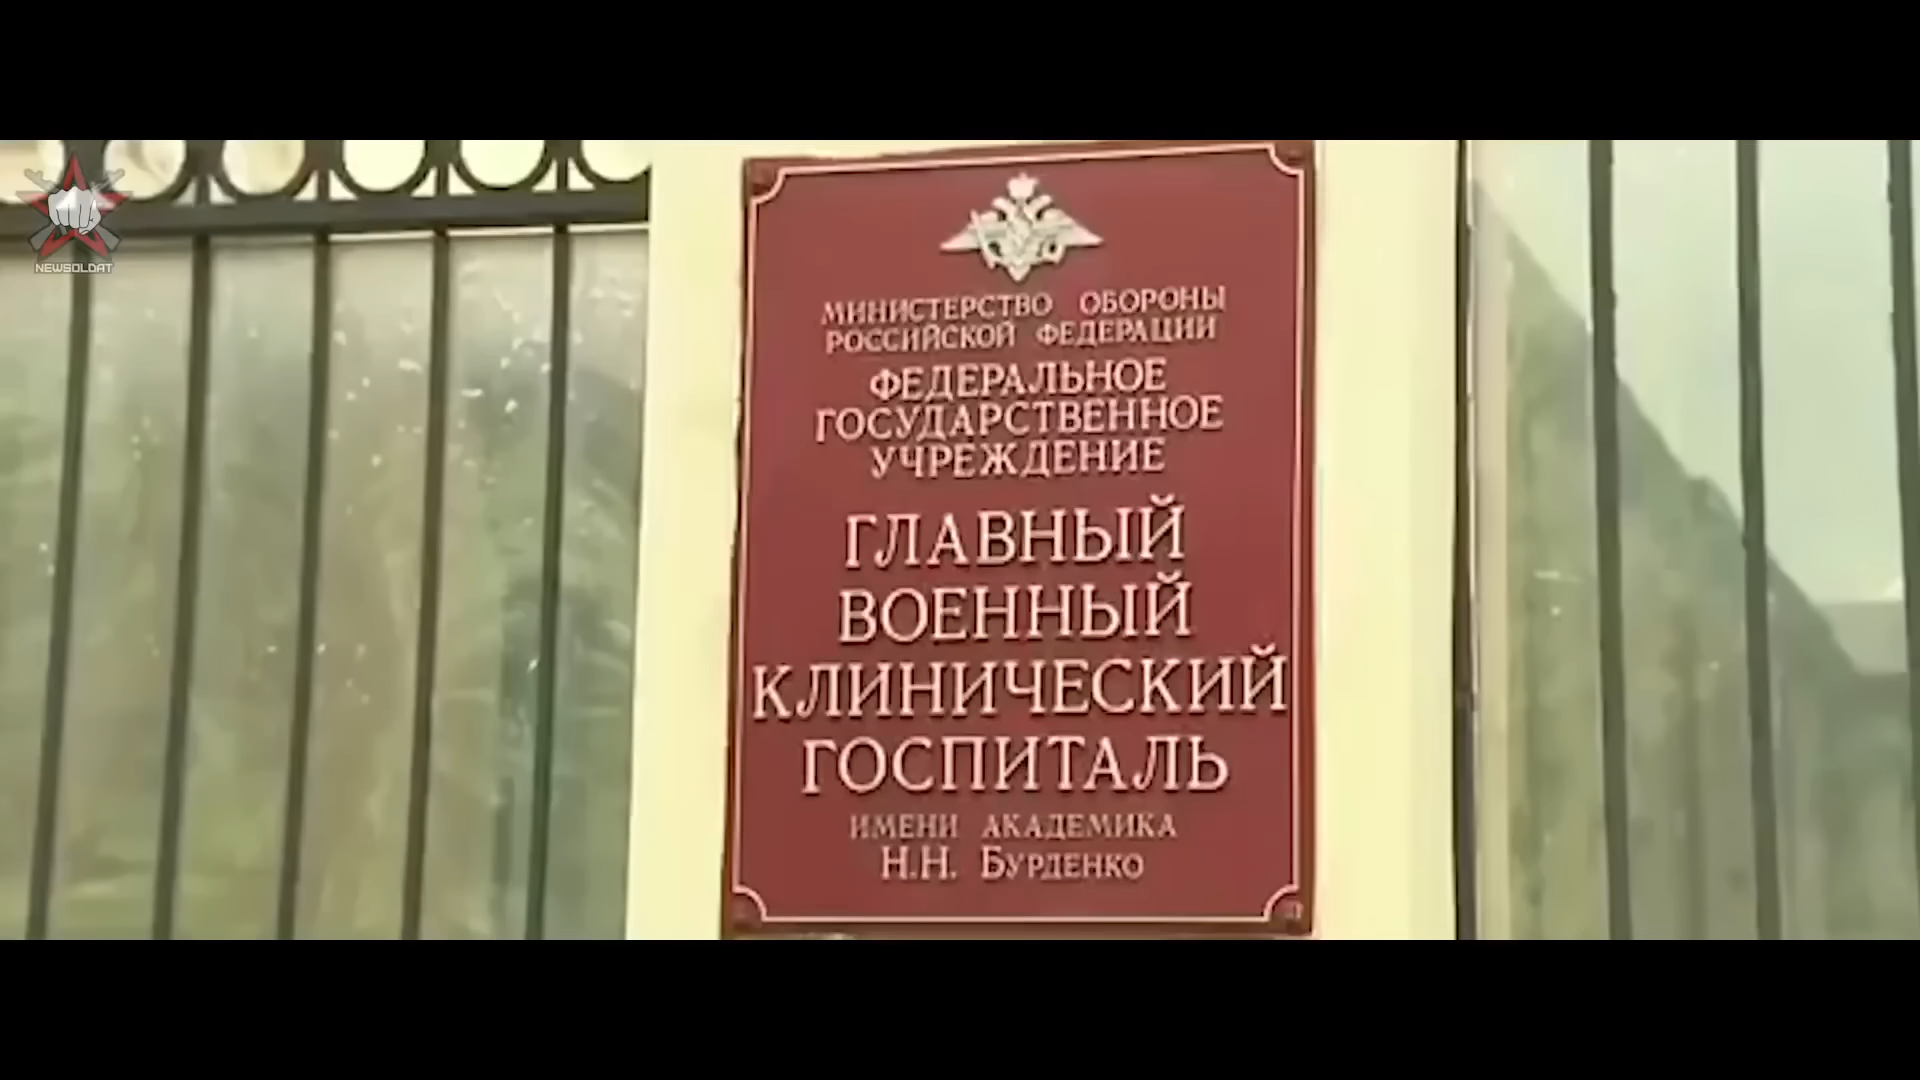 NEWSOLDAT
МИНИСТЕРСТВО ОБОРОНЫ
РОССИЙСКОЙ ФЕДЕРАЦИИ
ФЕДЕРАЛЬНОЕ
ГОСУДАРСТВЕННОЕ
УЧРЕЖДЕНИЕ
ГЛАВНЫЙ
ВОЕННЫЙ
КЛИНИЧЕСКИЙ
ГОСПИТАЛЬ
ИМЕНИ АКАДЕМИКА
Н.Н. БУРДЕНКО